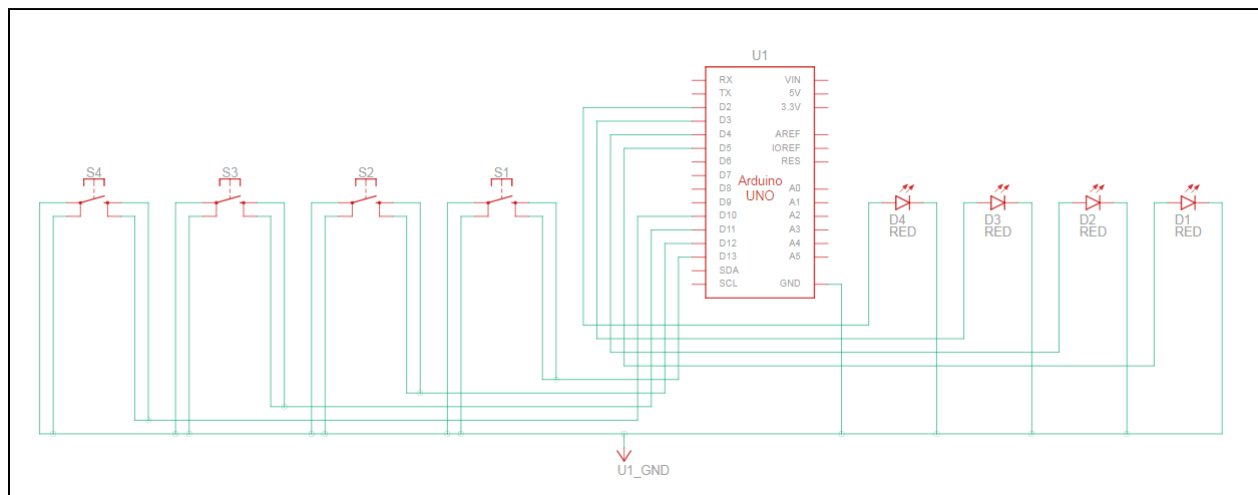 U1
RX VIN
TX 5V
D2 3.3V
D3
D4 AREF
D5 IOREF
D6 RES
D7
Arduino
UNO
D8 A0
D9 A1
D10 A2
D11 A3
D12 A4
D13 A5
SDA
SCL GND
S4 S3 S2 S1
D4 D3 D2 D1
RED RED RED RED
U1_GND